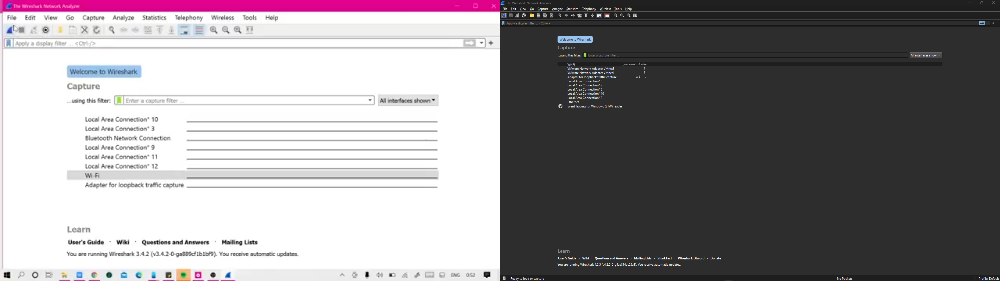 The Wireshark Network Analyzer
File Edit View Go Capture Analyze Statistics Telephony Wireless Tools Help
Apply a display filter ... <Ctrl-/>
Welcome to Wireshark
Capture
...using this filter: Enter a capture filter ... All interfaces shown
Local Area Connection* 10
Local Area Connection* 3
Bluetooth Network Connection
Local Area Connection* 9
Local Area Connection* 11
Local Area Connection* 12
Wi-Fi
Adapter for loopback traffic capture
Learn
User's Guide · Wiki · Questions and Answers · Mailing Lists
You are running Wireshark 3.4.2 (v3.4.2-0-ga889cf1b1bf9). You receive automatic updates.
ENG 0:52
The Wireshark Network Analyzer
File Edit View Go Capture Analyze Statistics Telephony Wireless Tools Help
Apply a display filter ... <Ctrl-/>
Welcome to Wireshark
Capture
...using this filter: Enter a capture filter ... All interfaces shown
Wi-Fi
VMware Network Adapter VMnet8
VMware Network Adapter VMnet1
Adapter for loopback traffic capture
Local Area Connection* 8
Local Area Connection* 7
Local Area Connection* 6
Local Area Connection* 10
Local Area Connection* 9
Ethernet
Event Tracing for Windows (ETW) reader
Learn
User's Guide · Wiki · Questions and Answers · Mailing Lists · SharkFest · Wireshark Discord · Donate
You are running Wireshark 4.2.5 (v4.2.5-0-g4aa814ac25a1). You receive automatic updates.
Ready to load or capture No Packets Profile: Default